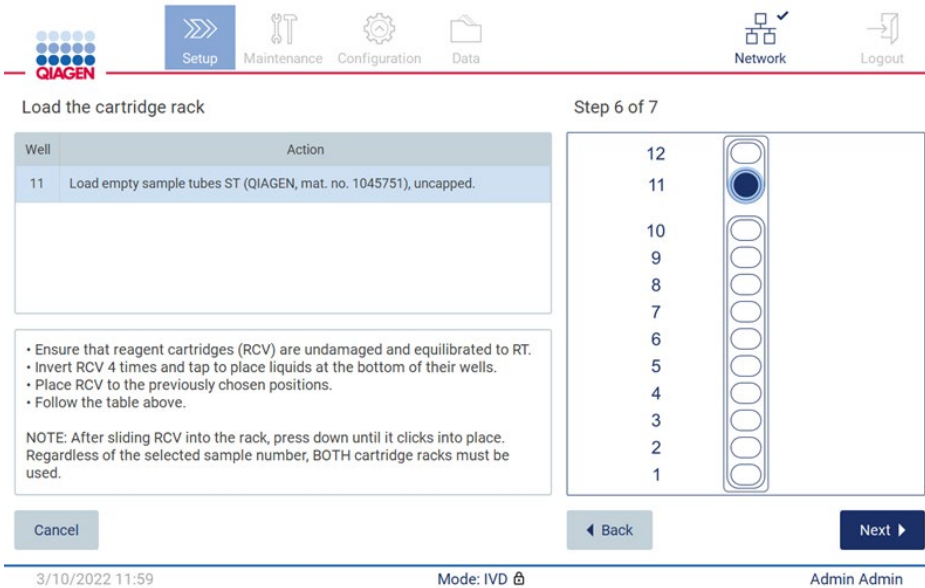 QIAGEN
Setup
Maintenance
Configuration
Data
Network
Logout
Load the cartridge rack
Step 6 of 7
Well Action
11 Load empty sample tubes ST (QIAGEN, mat. no. 1045751), uncapped.
• Ensure that reagent cartridges (RCV) are undamaged and equilibrated to RT.
• Invert RCV 4 times and tap to place liquids at the bottom of their wells.
• Place RCV to the previously chosen positions.
• Follow the table above.
NOTE: After sliding RCV into the rack, press down until it clicks into place.
Regardless of the selected sample number, BOTH cartridge racks must be
used.
12
11
10
9
8
7
6
5
4
3
2
1
Cancel
Back
Next
3/10/2022 11:59
Mode: IVD
Admin Admin